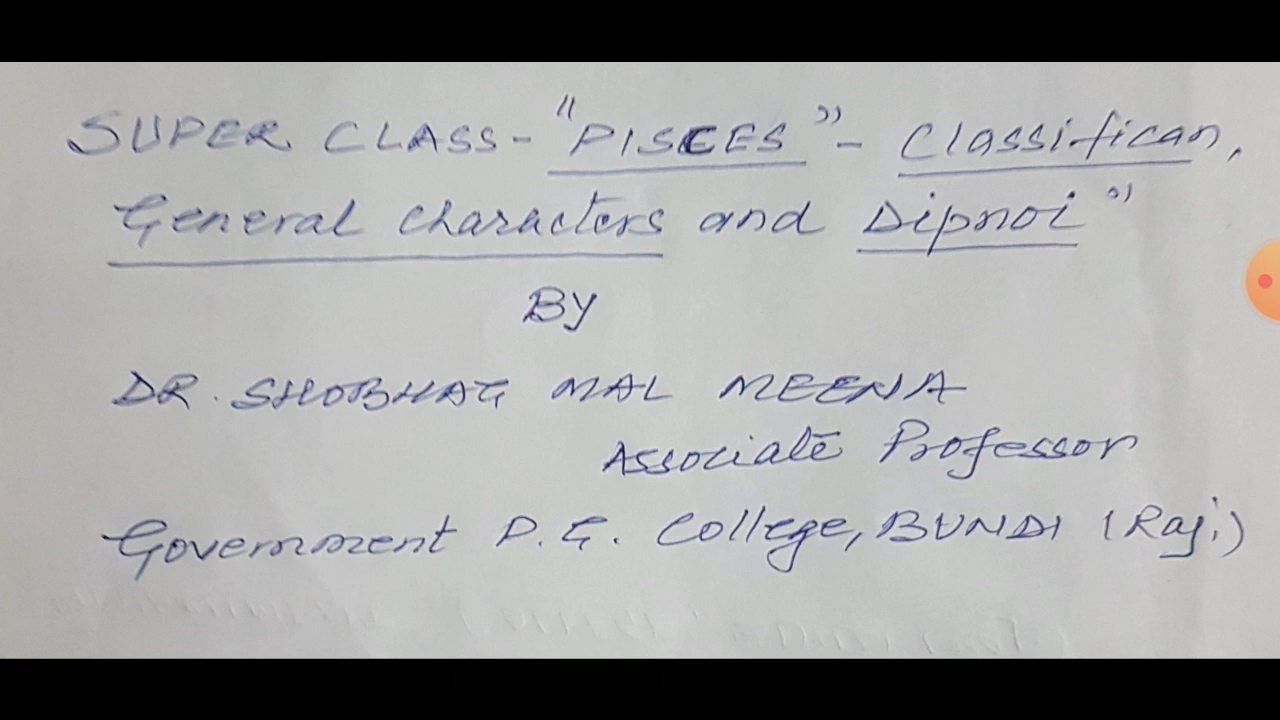 SUPER CLASS - "PISCES" - Classifican,
General characters and Dipnoi"
By
DR. SHOBHAG MAL MEENA
Associate Professor
Government P.G. College, BUNDI (Raj.)